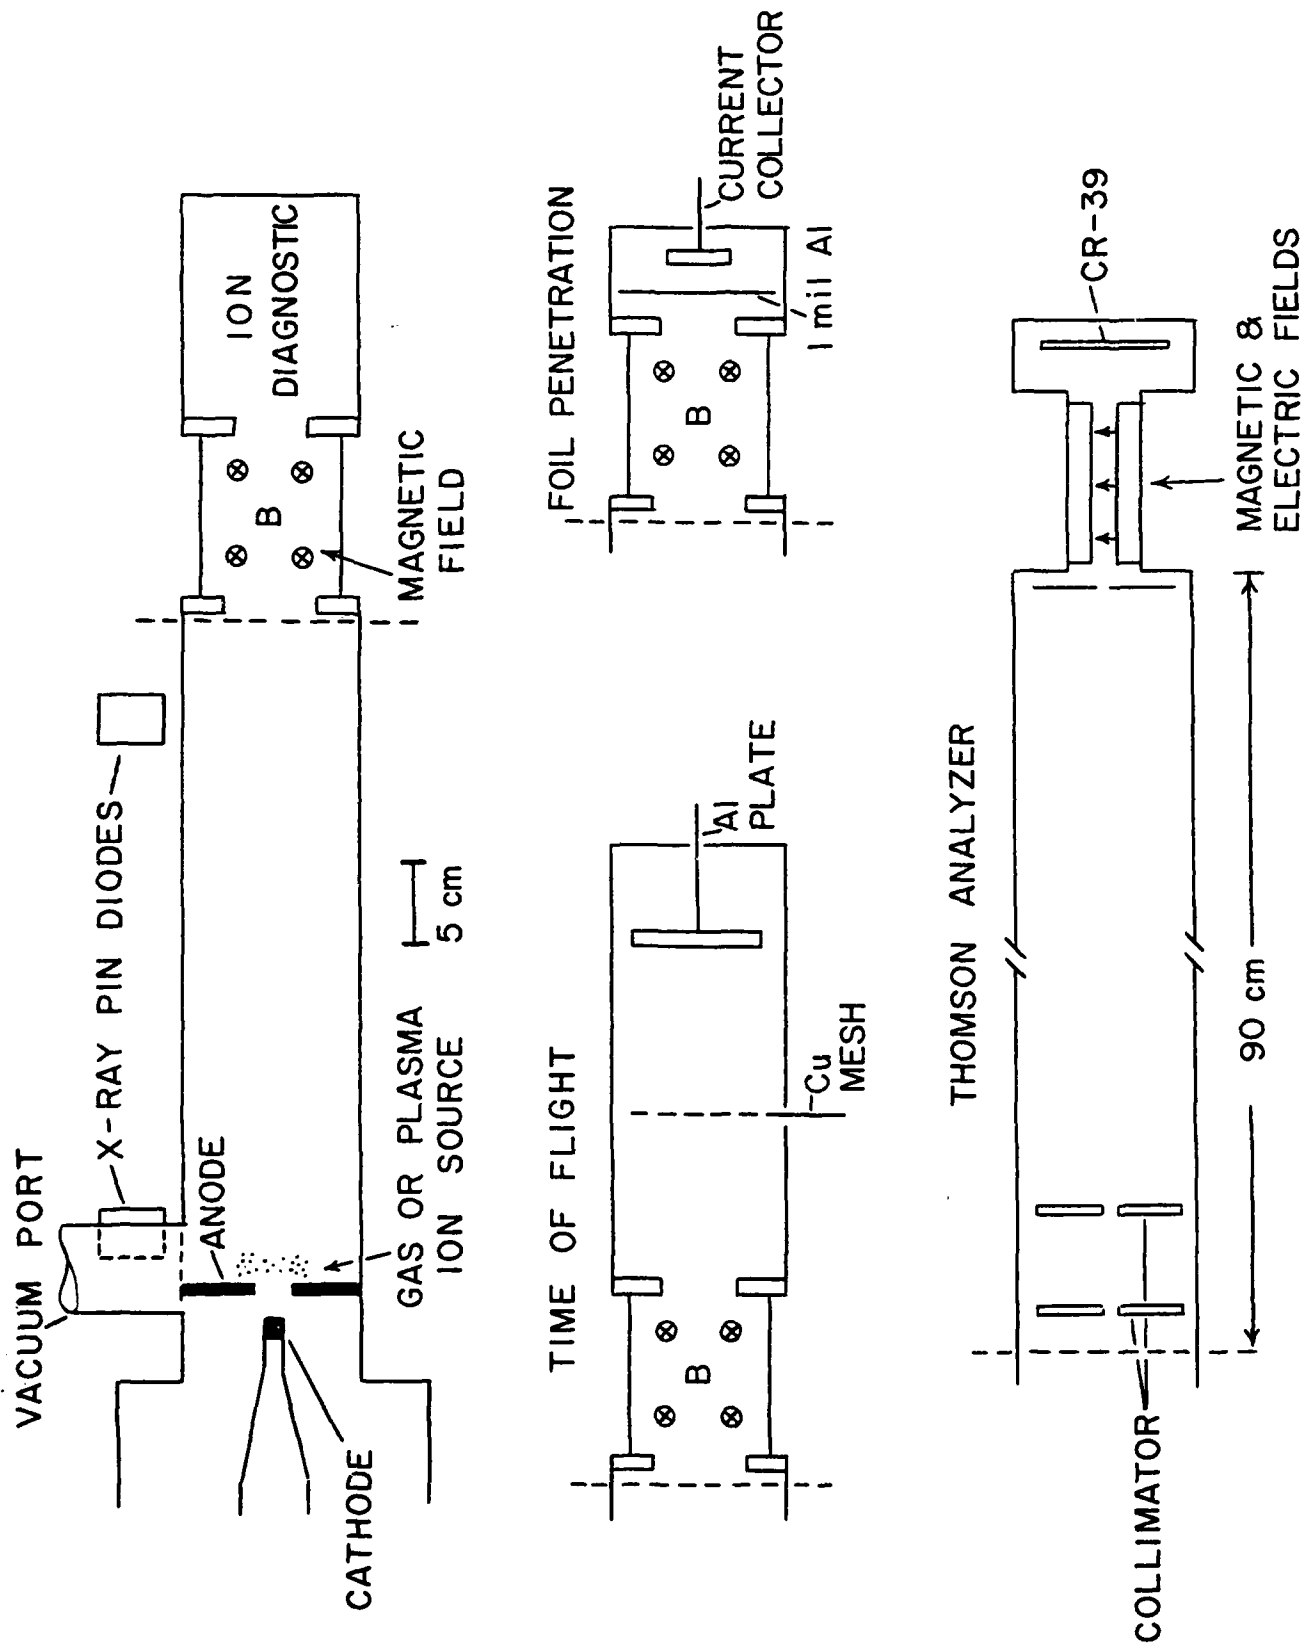 VACUUM PORT
X-RAY PIN DIODES
ANODE
ION
DIAGNOSTIC
B
CATHODE
GAS OR PLASMA
ION SOURCE
5 cm
MAGNETIC
FIELD
TIME OF FLIGHT
B
Cu
MESH
Al
PLATE
FOIL PENETRATION
B
1 mil Al
CURRENT
COLLECTOR
THOMSON ANALYZER
CR-39
COLLIMATOR
90 cm
MAGNETIC &
ELECTRIC FIELDS